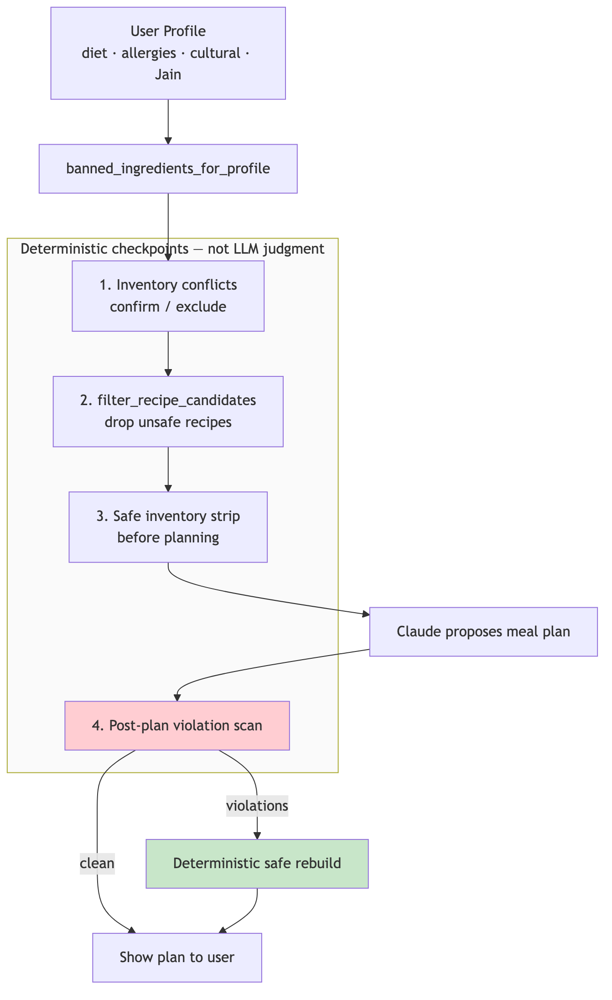 User Profile
diet · allergies · cultural ·
Jain
banned_ingredients_for_profile
Deterministic checkpoints — not LLM judgment
1. Inventory conflicts
confirm / exclude
2. filter_recipe_candidates
drop unsafe recipes
3. Safe inventory strip
before planning
Claude proposes meal plan
4. Post-plan violation scan
violations
clean
Deterministic safe rebuild
Show plan to user